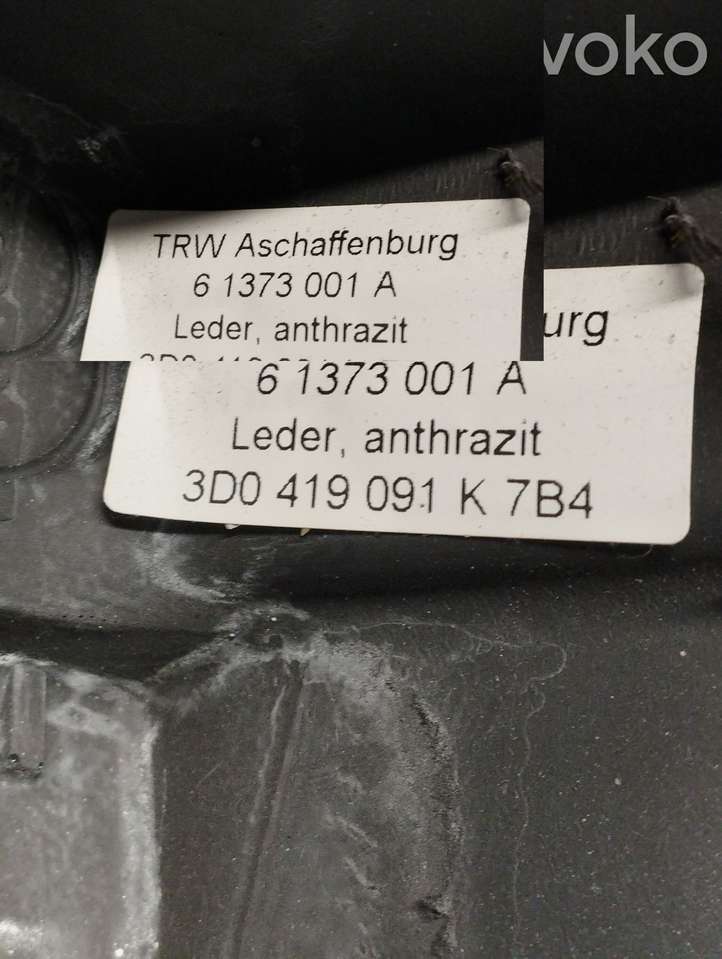 voko
TRW Aschaffenburg
6 1373 001 A
Leder, anthrazit
urg
6 1373 001 A
Leder, anthrazit
3D0 419 091 K 7B4